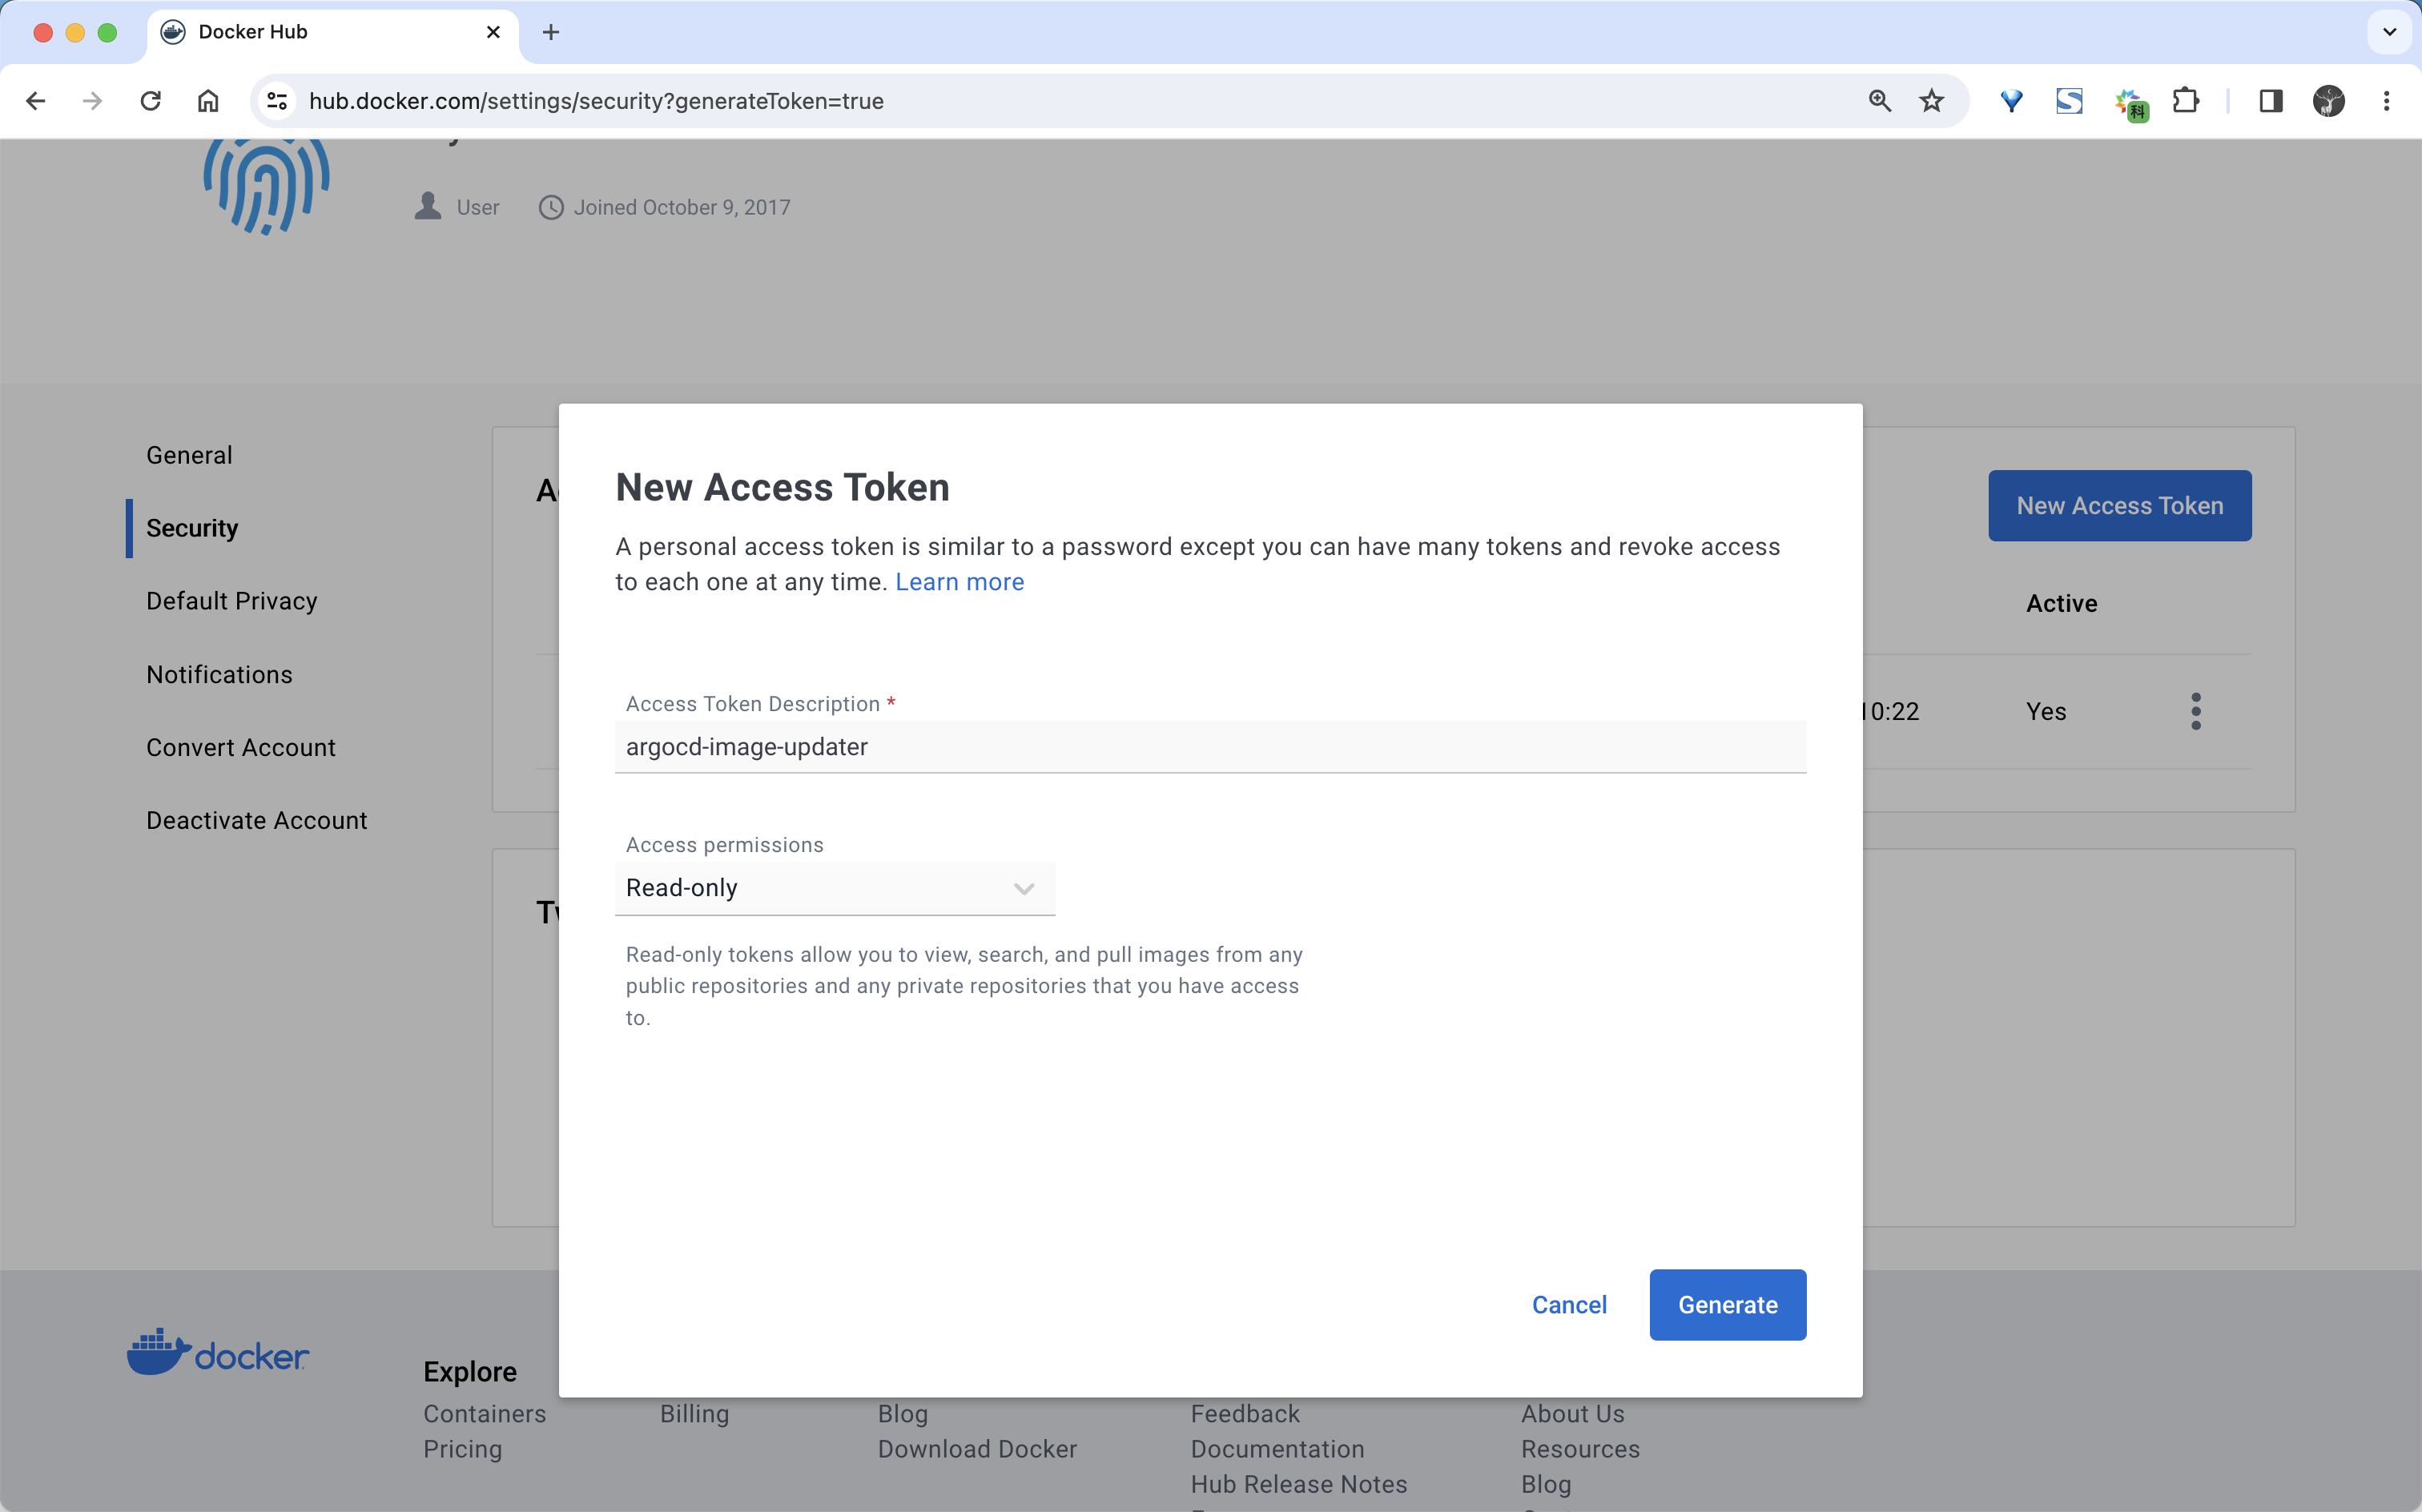 Docker Hub
hub.docker.com/settings/security?generateToken=true
科
User
Joined October 9, 2017
General
Security
Default Privacy
Notifications
Convert Account
Deactivate Account
New Access Token
Active
10:22
Yes
New Access Token
A personal access token is similar to a password except you can have many tokens and revoke access
to each one at any time. Learn more
Access Token Description *
argocd-image-updater
Access permissions
Read-only
Read-only tokens allow you to view, search, and pull images from any
public repositories and any private repositories that you have access
to.
Cancel
Generate
docker
Explore
Containers
Pricing
Billing
Blog
Download Docker
Feedback
Documentation
Hub Release Notes
About Us
Resources
Blog